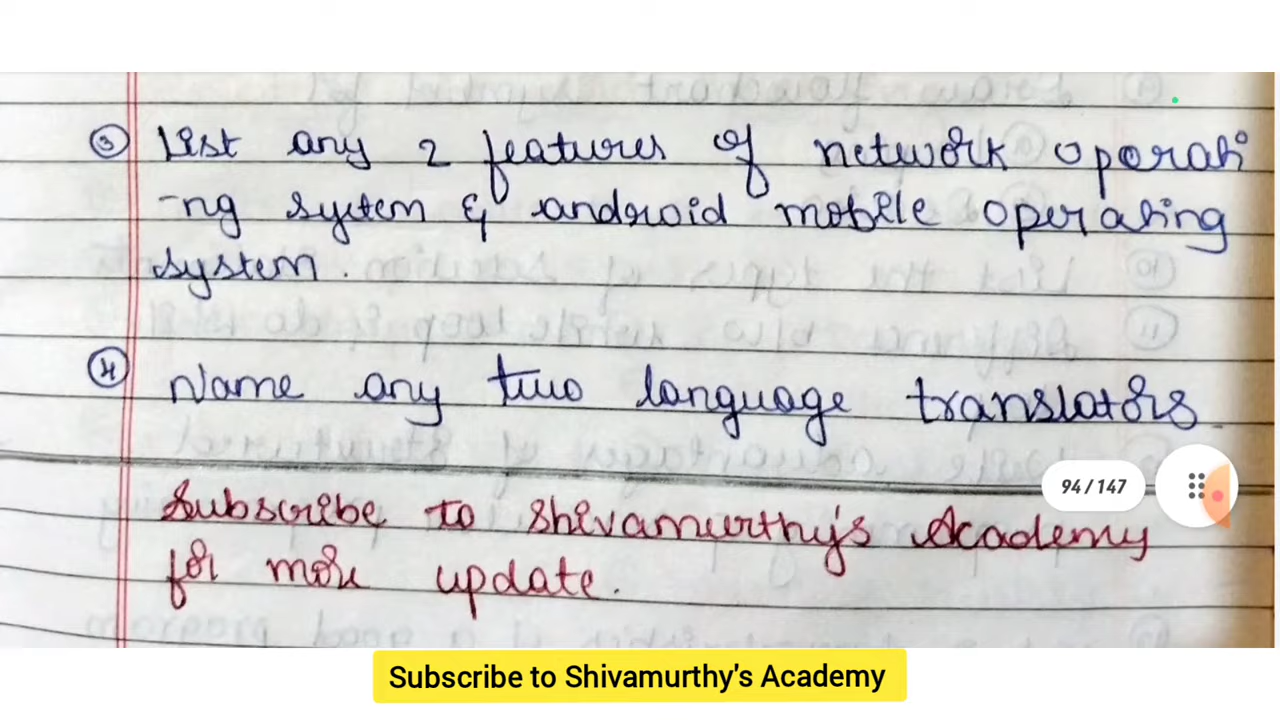 ③ List any 2 features of network operati
-ng system & android mobile operating
system.
④ Name any two language translators
Subscribe to Shivamurthy's Academy
94 / 147
for more update.
Subscribe to Shivamurthy's Academy